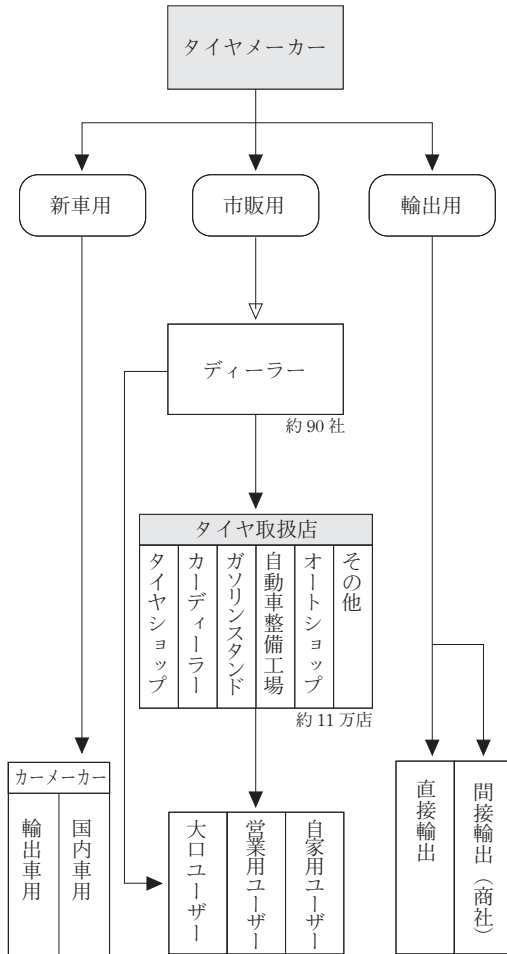 タイヤメーカー
新車用
市販用
輸出用
ディーラー
約90社
タイヤ取扱店
タイヤショップ
カーディーラー
ガソリンスタンド
自動車整備工場
オートショップ
その他
約11万店
カーメーカー
輸出車用
国内車用
大口ユーザー
営業用ユーザー
自家用ユーザー
直接輸出
間接輸出（商社）